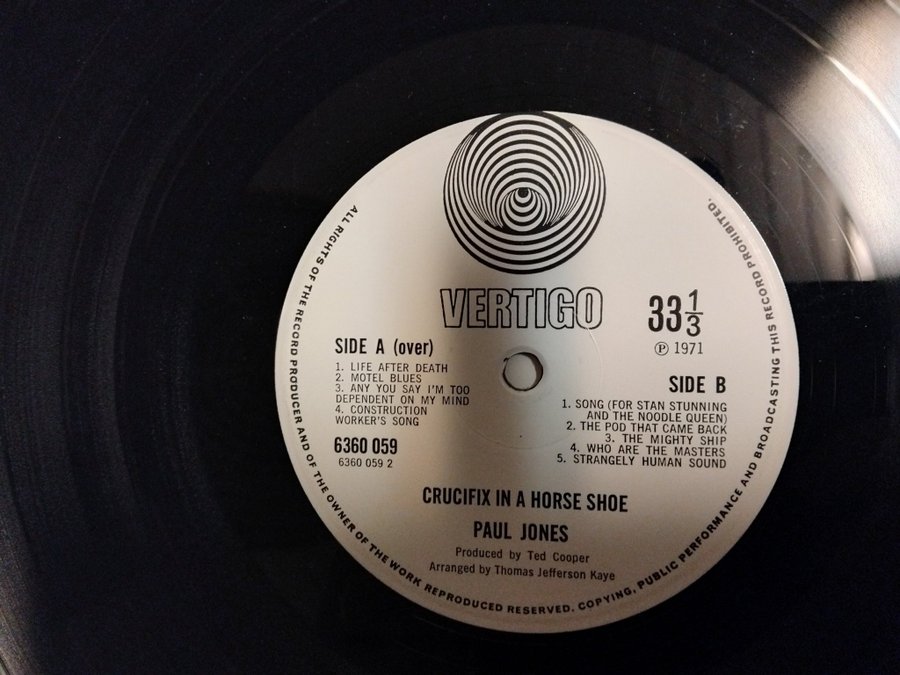 VERTIGO
33 1/3
Ⓟ 1971
SIDE A (over)
1. LIFE AFTER DEATH
2. MOTEL BLUES
3. ANY YOU SAY I'M TOO
DEPENDENT ON MY MIND
4. CONSTRUCTION
WORKER'S SONG
6360 059
6360 059 2
SIDE B
1. SONG (FOR STAN STUNNING
AND THE NOODLE QUEEN)
2. THE POD THAT CAME BACK
3. THE MIGHTY SHIP
4. WHO ARE THE MASTERS
5. STRANGELY HUMAN SOUND
CRUCIFIX IN A HORSE SHOE
PAUL JONES
Produced by Ted Cooper
Arranged by Thomas Jefferson Kaye
ALL RIGHTS OF THE RECORD PRODUCER AND OF THE OWNER OF THE WORK REPRODUCED RESERVED. COPYING, PUBLIC PERFORMANCE AND BROADCASTING THIS RECORD PROHIBITED.